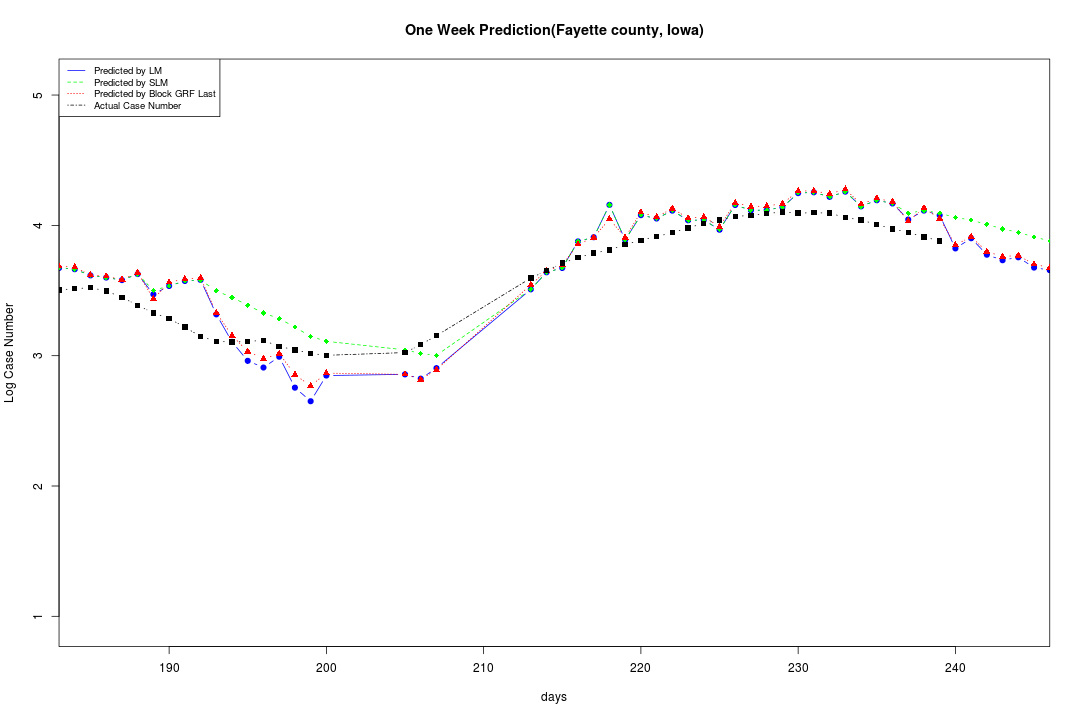 One Week Prediction(Fayette county, Iowa)
Predicted by LM
Predicted by SLM
Predicted by Block GRF Last
Actual Case Number
5
4
3
2
1
Log Case Number
190 200 210 220 230 240
days